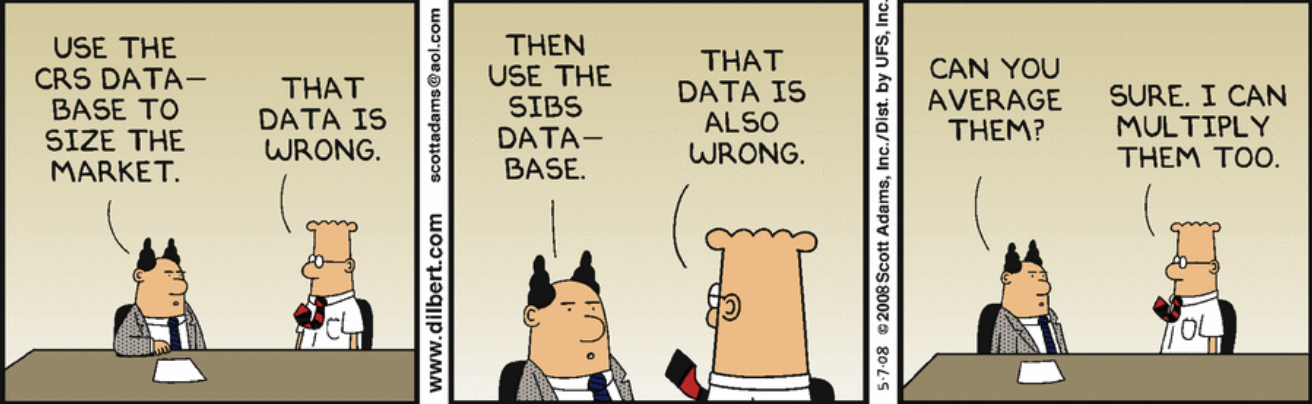 USE THE
CRS DATA—
BASE TO
SIZE THE
MARKET.
THAT
DATA IS
WRONG.
www.dilbert.com scottadams@aol.com
THEN
USE THE
SIBS
DATA—
BASE.
THAT
DATA IS
ALSO
WRONG.
5-7-08 ©2008 Scott Adams, Inc./Dist. by UFS, Inc.
CAN YOU
AVERAGE
THEM?
SURE. I CAN
MULTIPLY
THEM TOO.